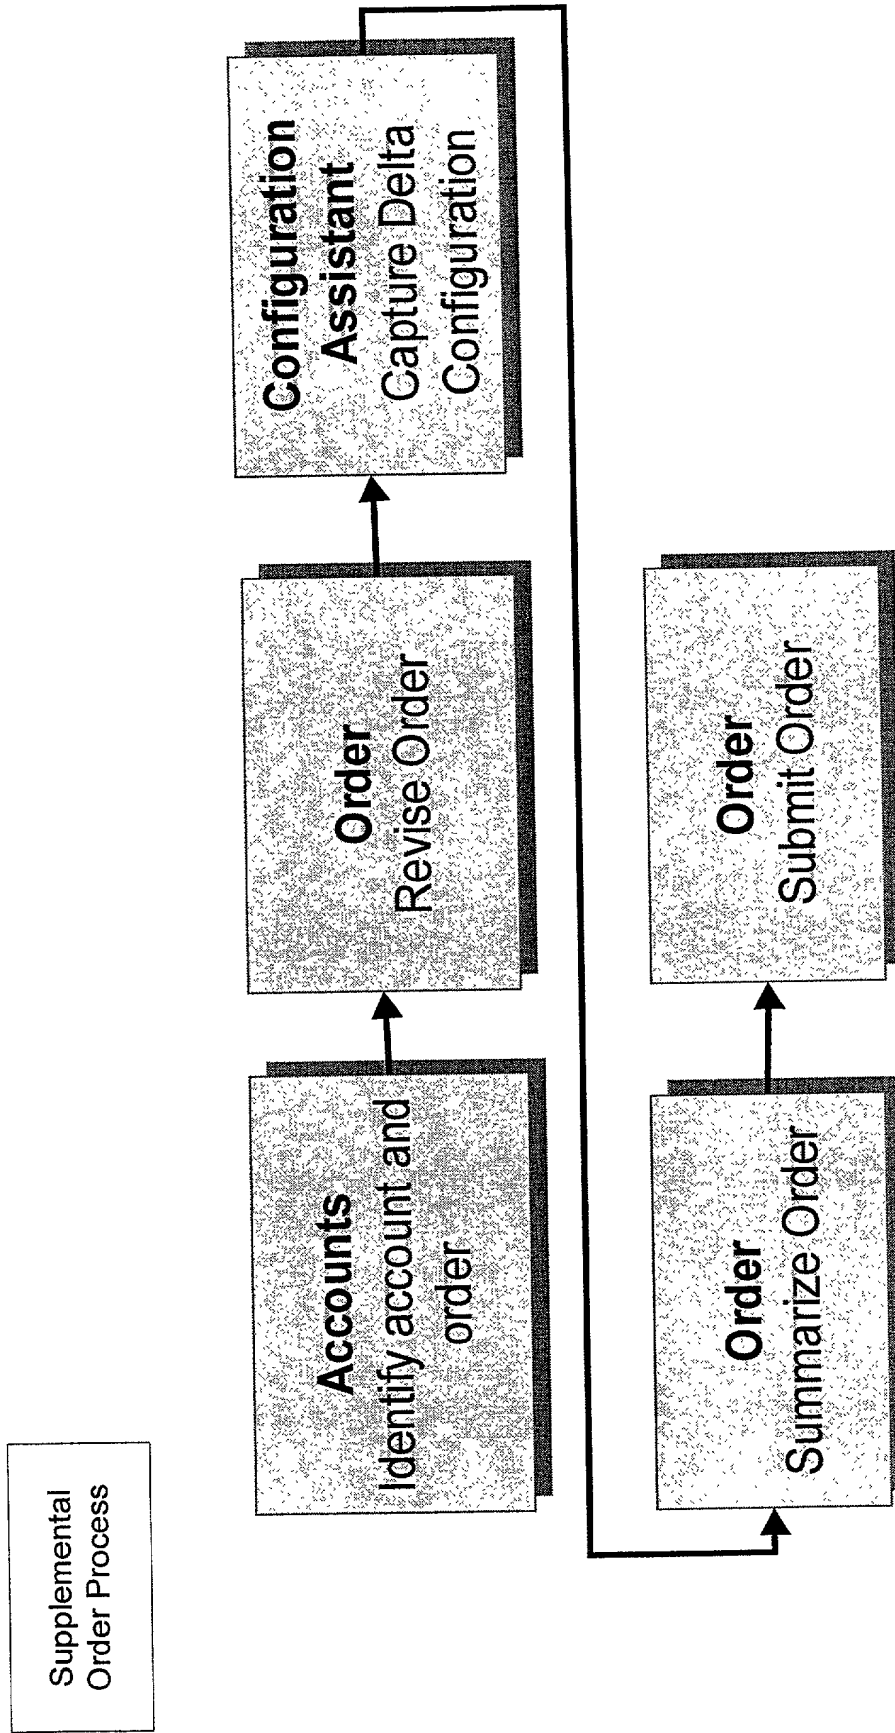 Supplemental
Order Process
Accounts
Identify account and
order
Order
Revise Order
Configuration
Assistant
Capture Delta
Configuration
Order
Summarize Order
Order
Submit Order